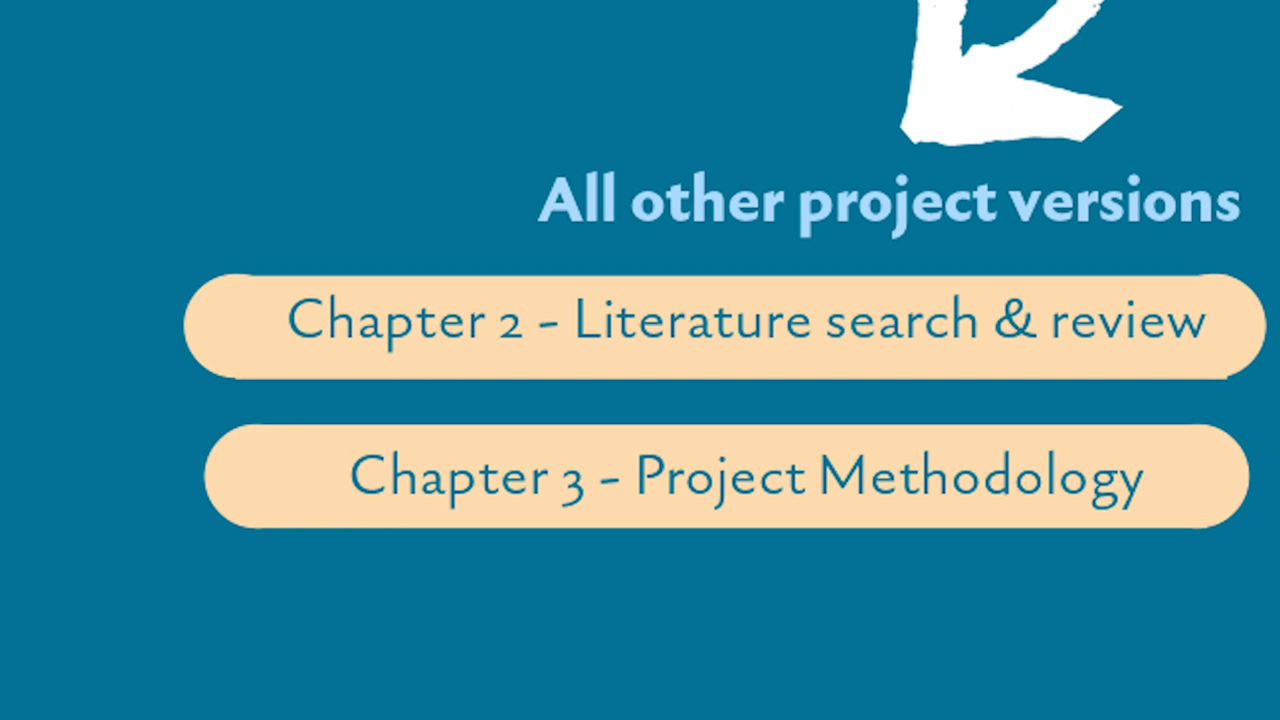 All other project versions
Chapter 2 - Literature search & review
Chapter 3 - Project Methodology